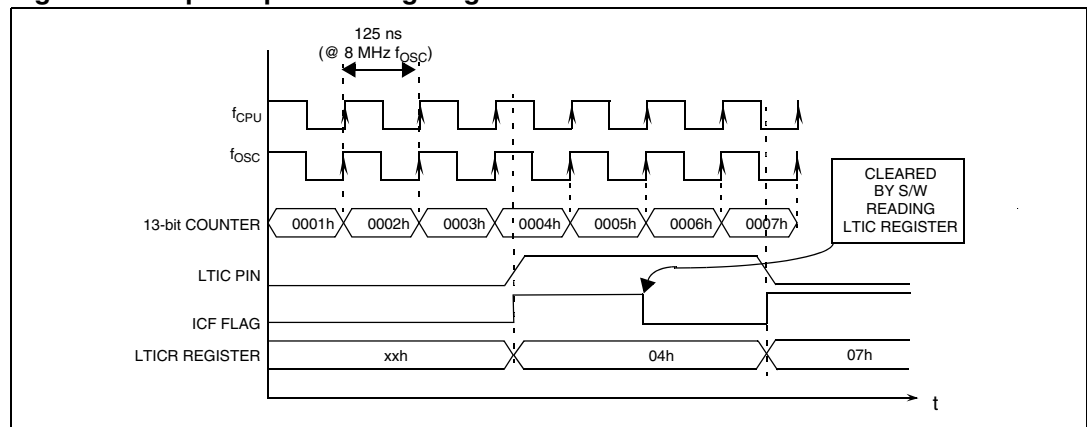 125 ns
(@ 8 MHz fOSC)
fCPU
fOSC
13-bit COUNTER
0001h
0002h
0003h
0004h
0005h
0006h
0007h
CLEARED
BY S/W
READING
LTIC REGISTER
LTIC PIN
ICF FLAG
LTICR REGISTER
xxh
04h
07h
t